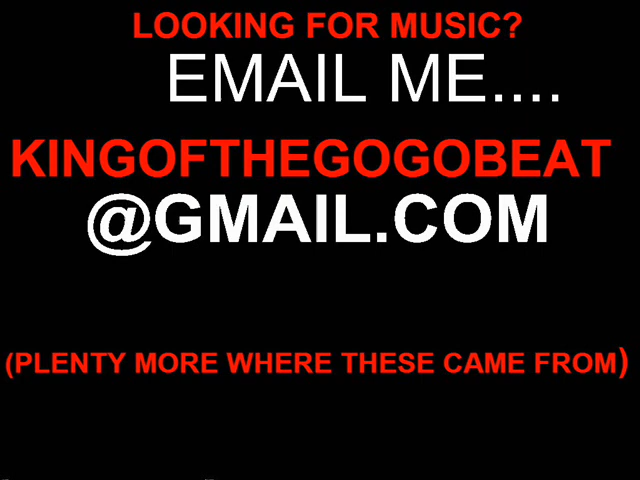 LOOKING FOR MUSIC?
EMAIL ME....
KINGOFTHEGOGOBEAT
@GMAIL.COM
(PLENTY MORE WHERE THESE CAME FROM)